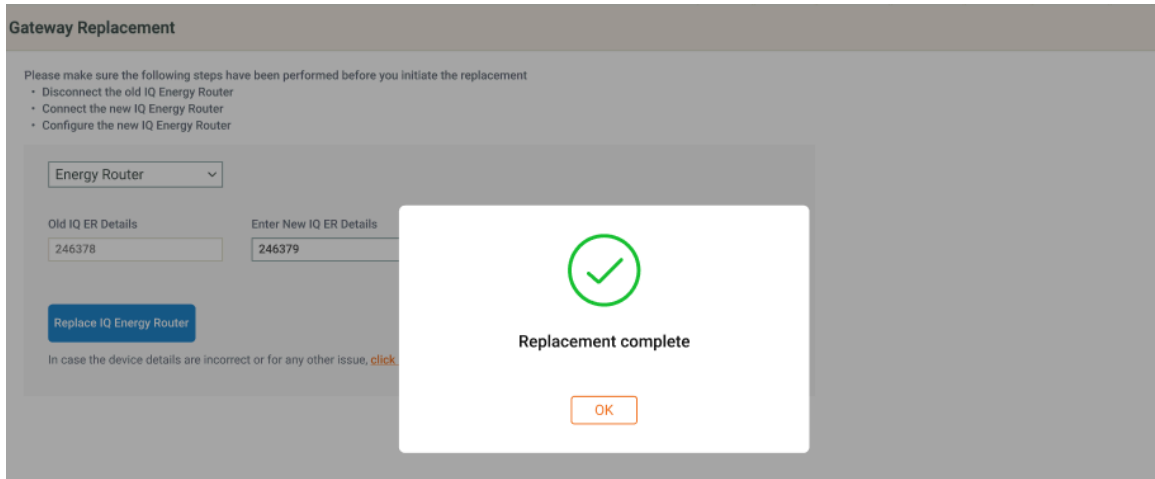 Gateway Replacement
Please make sure the following steps have been performed before you initiate the replacement
• Disconnect the old IQ Energy Router
• Connect the new IQ Energy Router
• Configure the new IQ Energy Router
Energy Router
Old IQ ER Details
Enter New IQ ER Details
246378
246379
Replace IQ Energy Router
In case the device details are incorrect or for any other issue, click
Replacement complete
OK